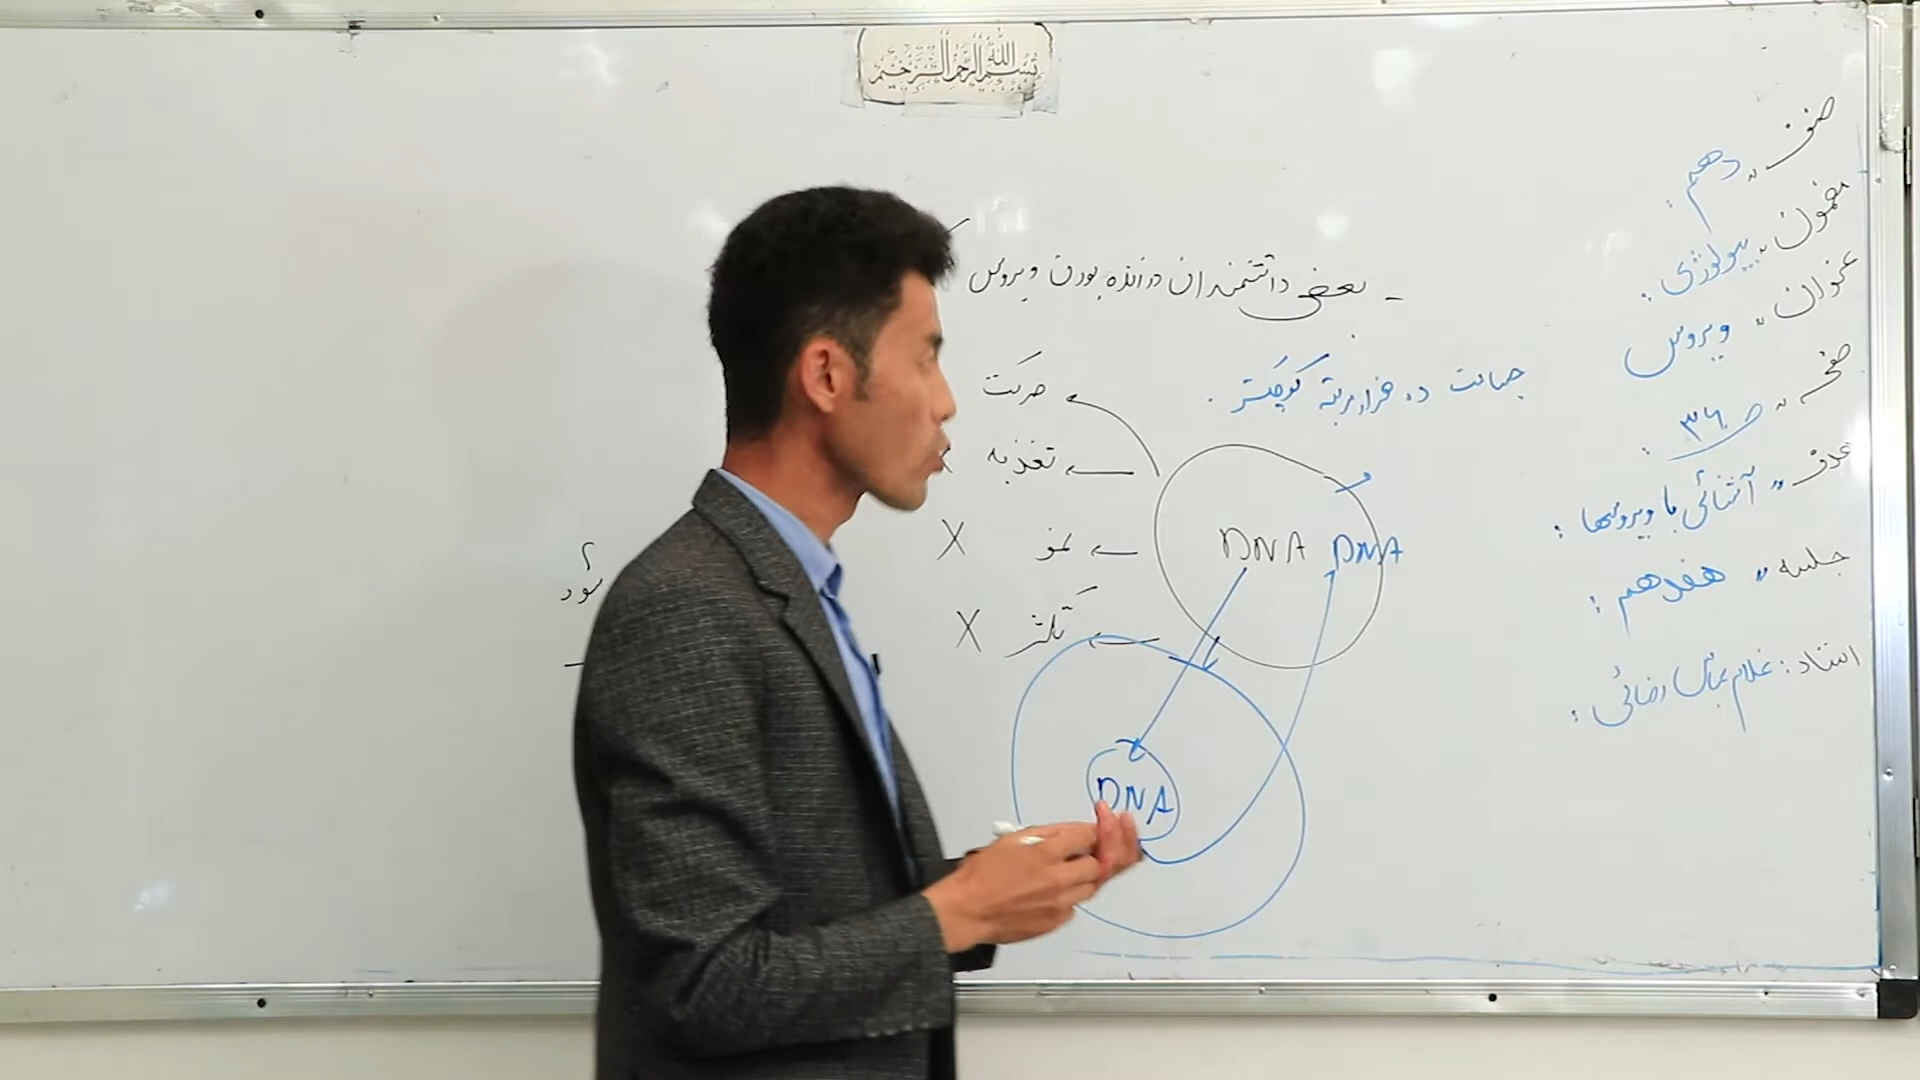 بسم الله الرحمن الرحیم
صنف " دهم :
مضمون " بیولوژی :
عنوان " ویروس
صفحه " ص ۳۶ :
هدف " آشنائی با ویروسها :
جلسه " هفدهم :
استاد : غلام عباس رضائی :
- بعضی دانشمندان در زنده بودن ویروس
جسامت ده هزار مرتبه کوچکتر .
حرکت
تغذیه
نمو X
تکثر X
DNA DNA
DNA